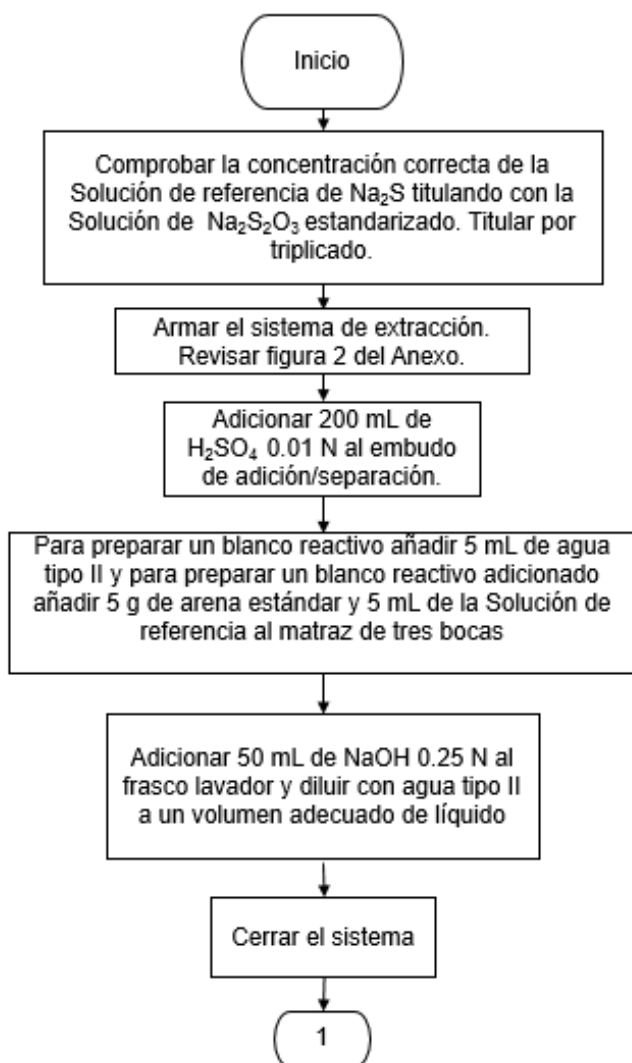 Inicio
Comprobar la concentración correcta de la
Solución de referencia de Na₂S titulando con la
Solución de Na₂S₂O₃ estandarizado. Titular por
triplicado.
Armar el sistema de extracción.
Revisar figura 2 del Anexo.
Adicionar 200 mL de
H₂SO₄ 0.01 N al embudo
de adición/separación.
Para preparar un blanco reactivo añadir 5 mL de agua
tipo II y para preparar un blanco reactivo adicionado
añadir 5 g de arena estándar y 5 mL de la Solución de
referencia al matraz de tres bocas
Adicionar 50 mL de NaOH 0.25 N al
frasco lavador y diluir con agua tipo II
a un volumen adecuado de líquido
Cerrar el sistema
1